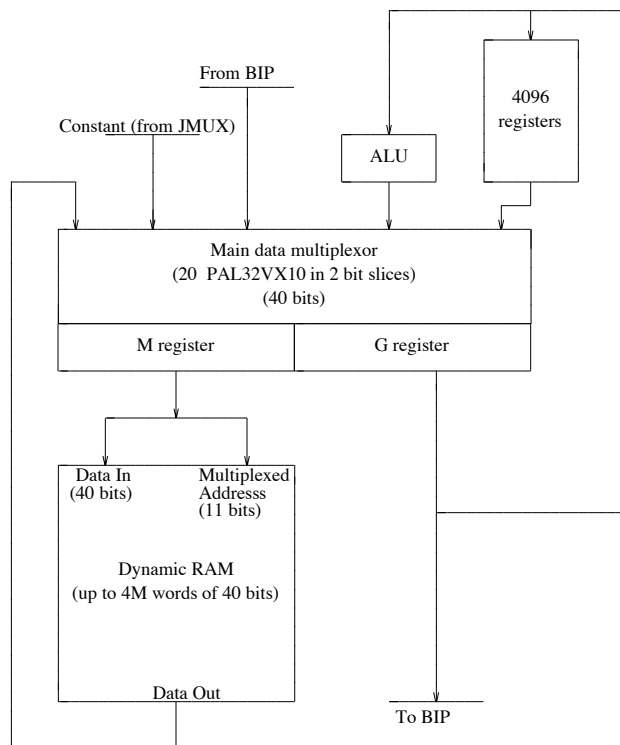 From BIP
4096
registers
Constant (from JMUX)
ALU
Main data multiplexor
(20 PAL32VX10 in 2 bit slices)
(40 bits)
M register
G register
Data In
(40 bits)
Multiplexed
Addresss
(11 bits)
Dynamic RAM
(up to 4M words of 40 bits)
Data Out
To BIP